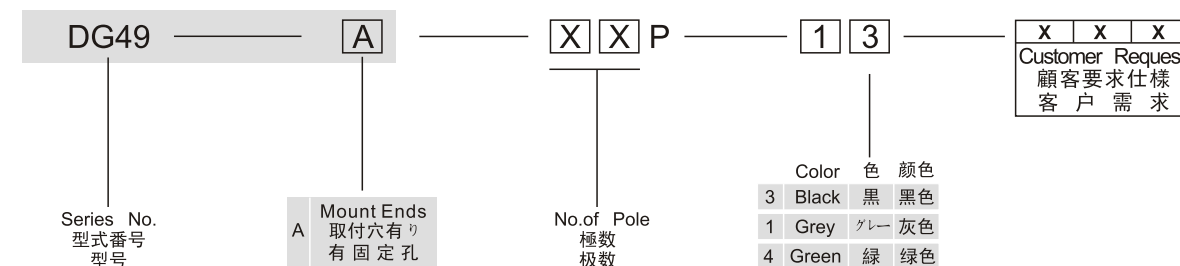 DG49 A X X P 1 3 X X X
Customer Reques
顧客要求仕様
客户需求
Color 色 颜色
3 Black 黒 黑色
1 Grey グレー 灰色
4 Green 緑 绿色
Series No.
型式番号
型号
A
Mount Ends
取付穴有り
有固定孔
No.of Pole
極数
极数